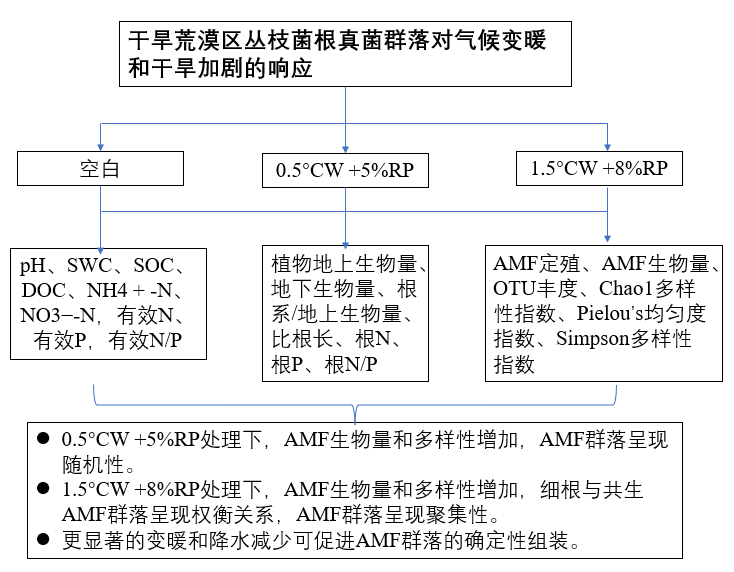 干旱荒漠区丛枝菌根真菌群落对气候变暖
和干旱加剧的响应
空白
0.5°CW +5%RP
1.5°CW +8%RP
pH、SWC、SOC、
DOC、NH4 + -N、
NO3−-N，有效N、
有效P，有效N/P
植物地上生物量、
地下生物量、根
系/地上生物量、
比根长、根N、
根P、根N/P
AMF定殖、AMF生物量、
OTU丰度、Chao1多样
性指数、Pielou's均匀度
指数、Simpson多样性
指数
● 0.5°CW +5%RP处理下，AMF生物量和多样性增加，AMF群落呈现
随机性。
● 1.5°CW +8%RP处理下，AMF生物量和多样性增加，细根与共生
AMF群落呈现权衡关系，AMF群落呈现聚集性。
● 更显著的变暖和降水减少可促进AMF群落的确定性组装。